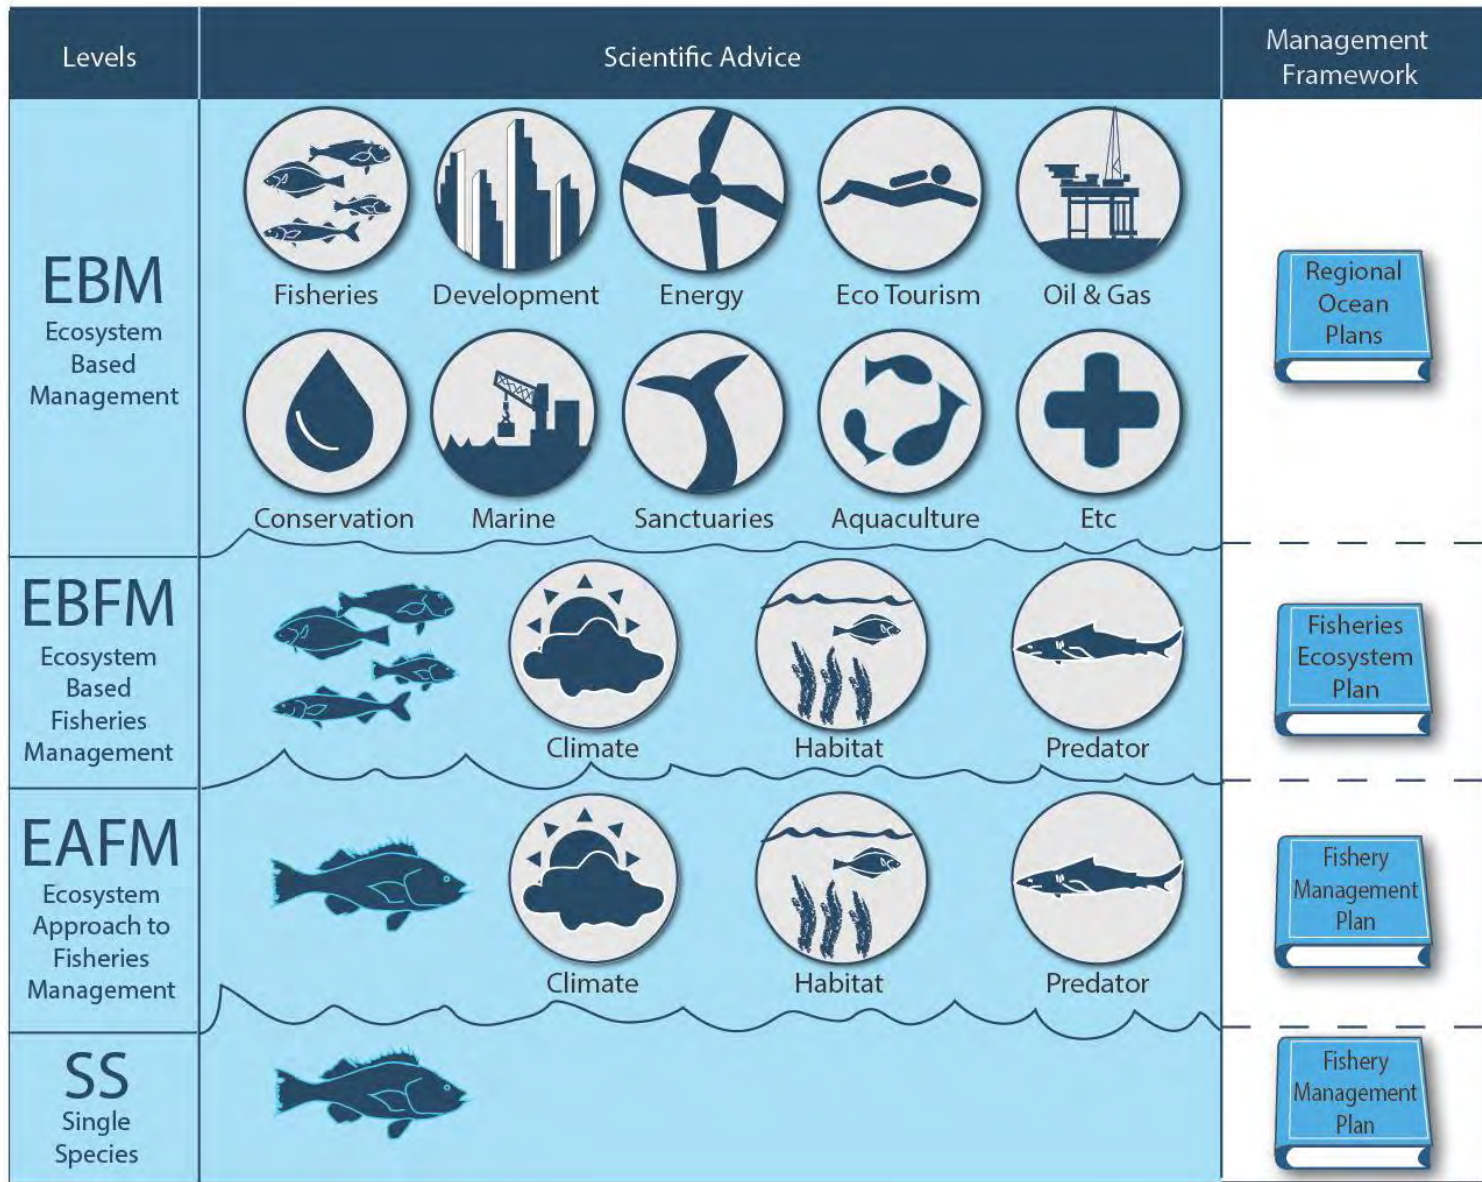 Levels
Scientific Advice
Management
Framework
EBM
Ecosystem
Based
Management
Fisheries
Development
Energy
Eco Tourism
Oil & Gas
Conservation
Marine
Sanctuaries
Aquaculture
Etc
Regional
Ocean
Plans
EBFM
Ecosystem
Based
Fisheries
Management
Climate
Habitat
Predator
Fisheries
Ecosystem
Plan
EAFM
Ecosystem
Approach to
Fisheries
Management
Climate
Habitat
Predator
Fishery
Management
Plan
SS
Single
Species
Fishery
Management
Plan